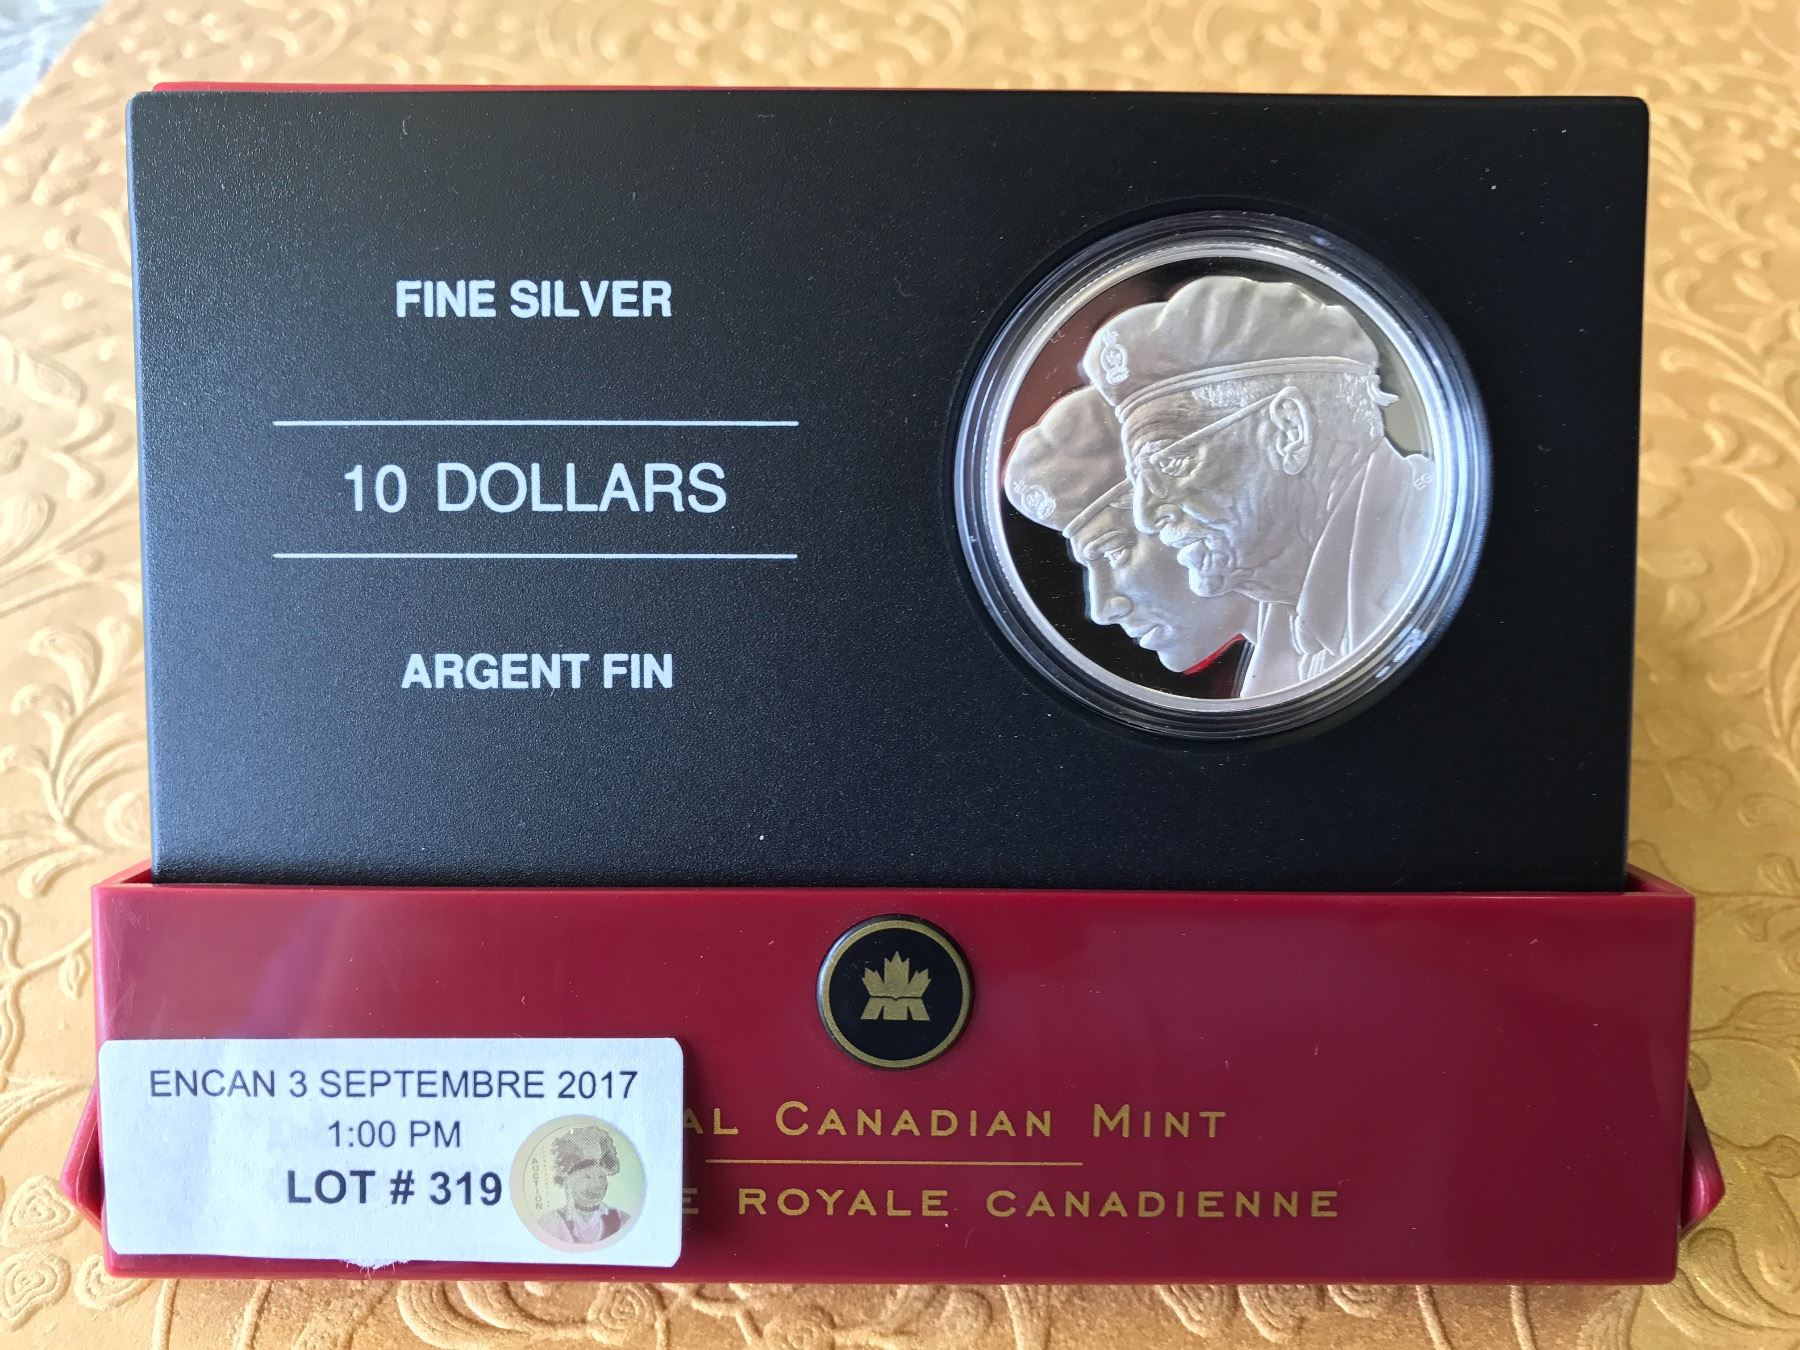 FINE SILVER
10 DOLLARS
ARGENT FIN
EG
AL CANADIAN MINT
E ROYALE CANADIENNE
ENCAN 3 SEPTEMBRE 2017
1:00 PM
LOT # 319
AUCTION